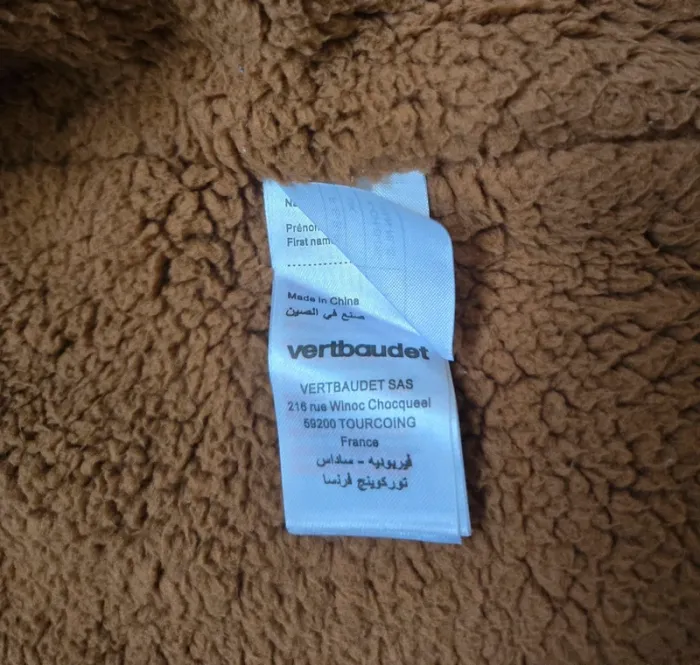 Prénom
First nam
Made in China
صنع في الصين
vertbaudet
VERTBAUDET SAS
216 rue Winoc Chocqueel
59200 TOURCOING
France
فيربوديه - ساداس
توركوينج فرنسا